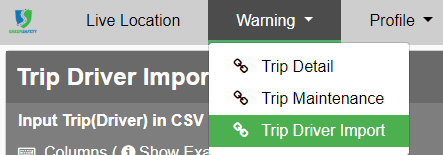 GREENSAFETY
Live Location Warning Profile
Trip Detail
Trip Maintenance
Trip Driver Import
Trip Driver Impor
Input Trip(Driver) in CSV
Columns ( Show Exa